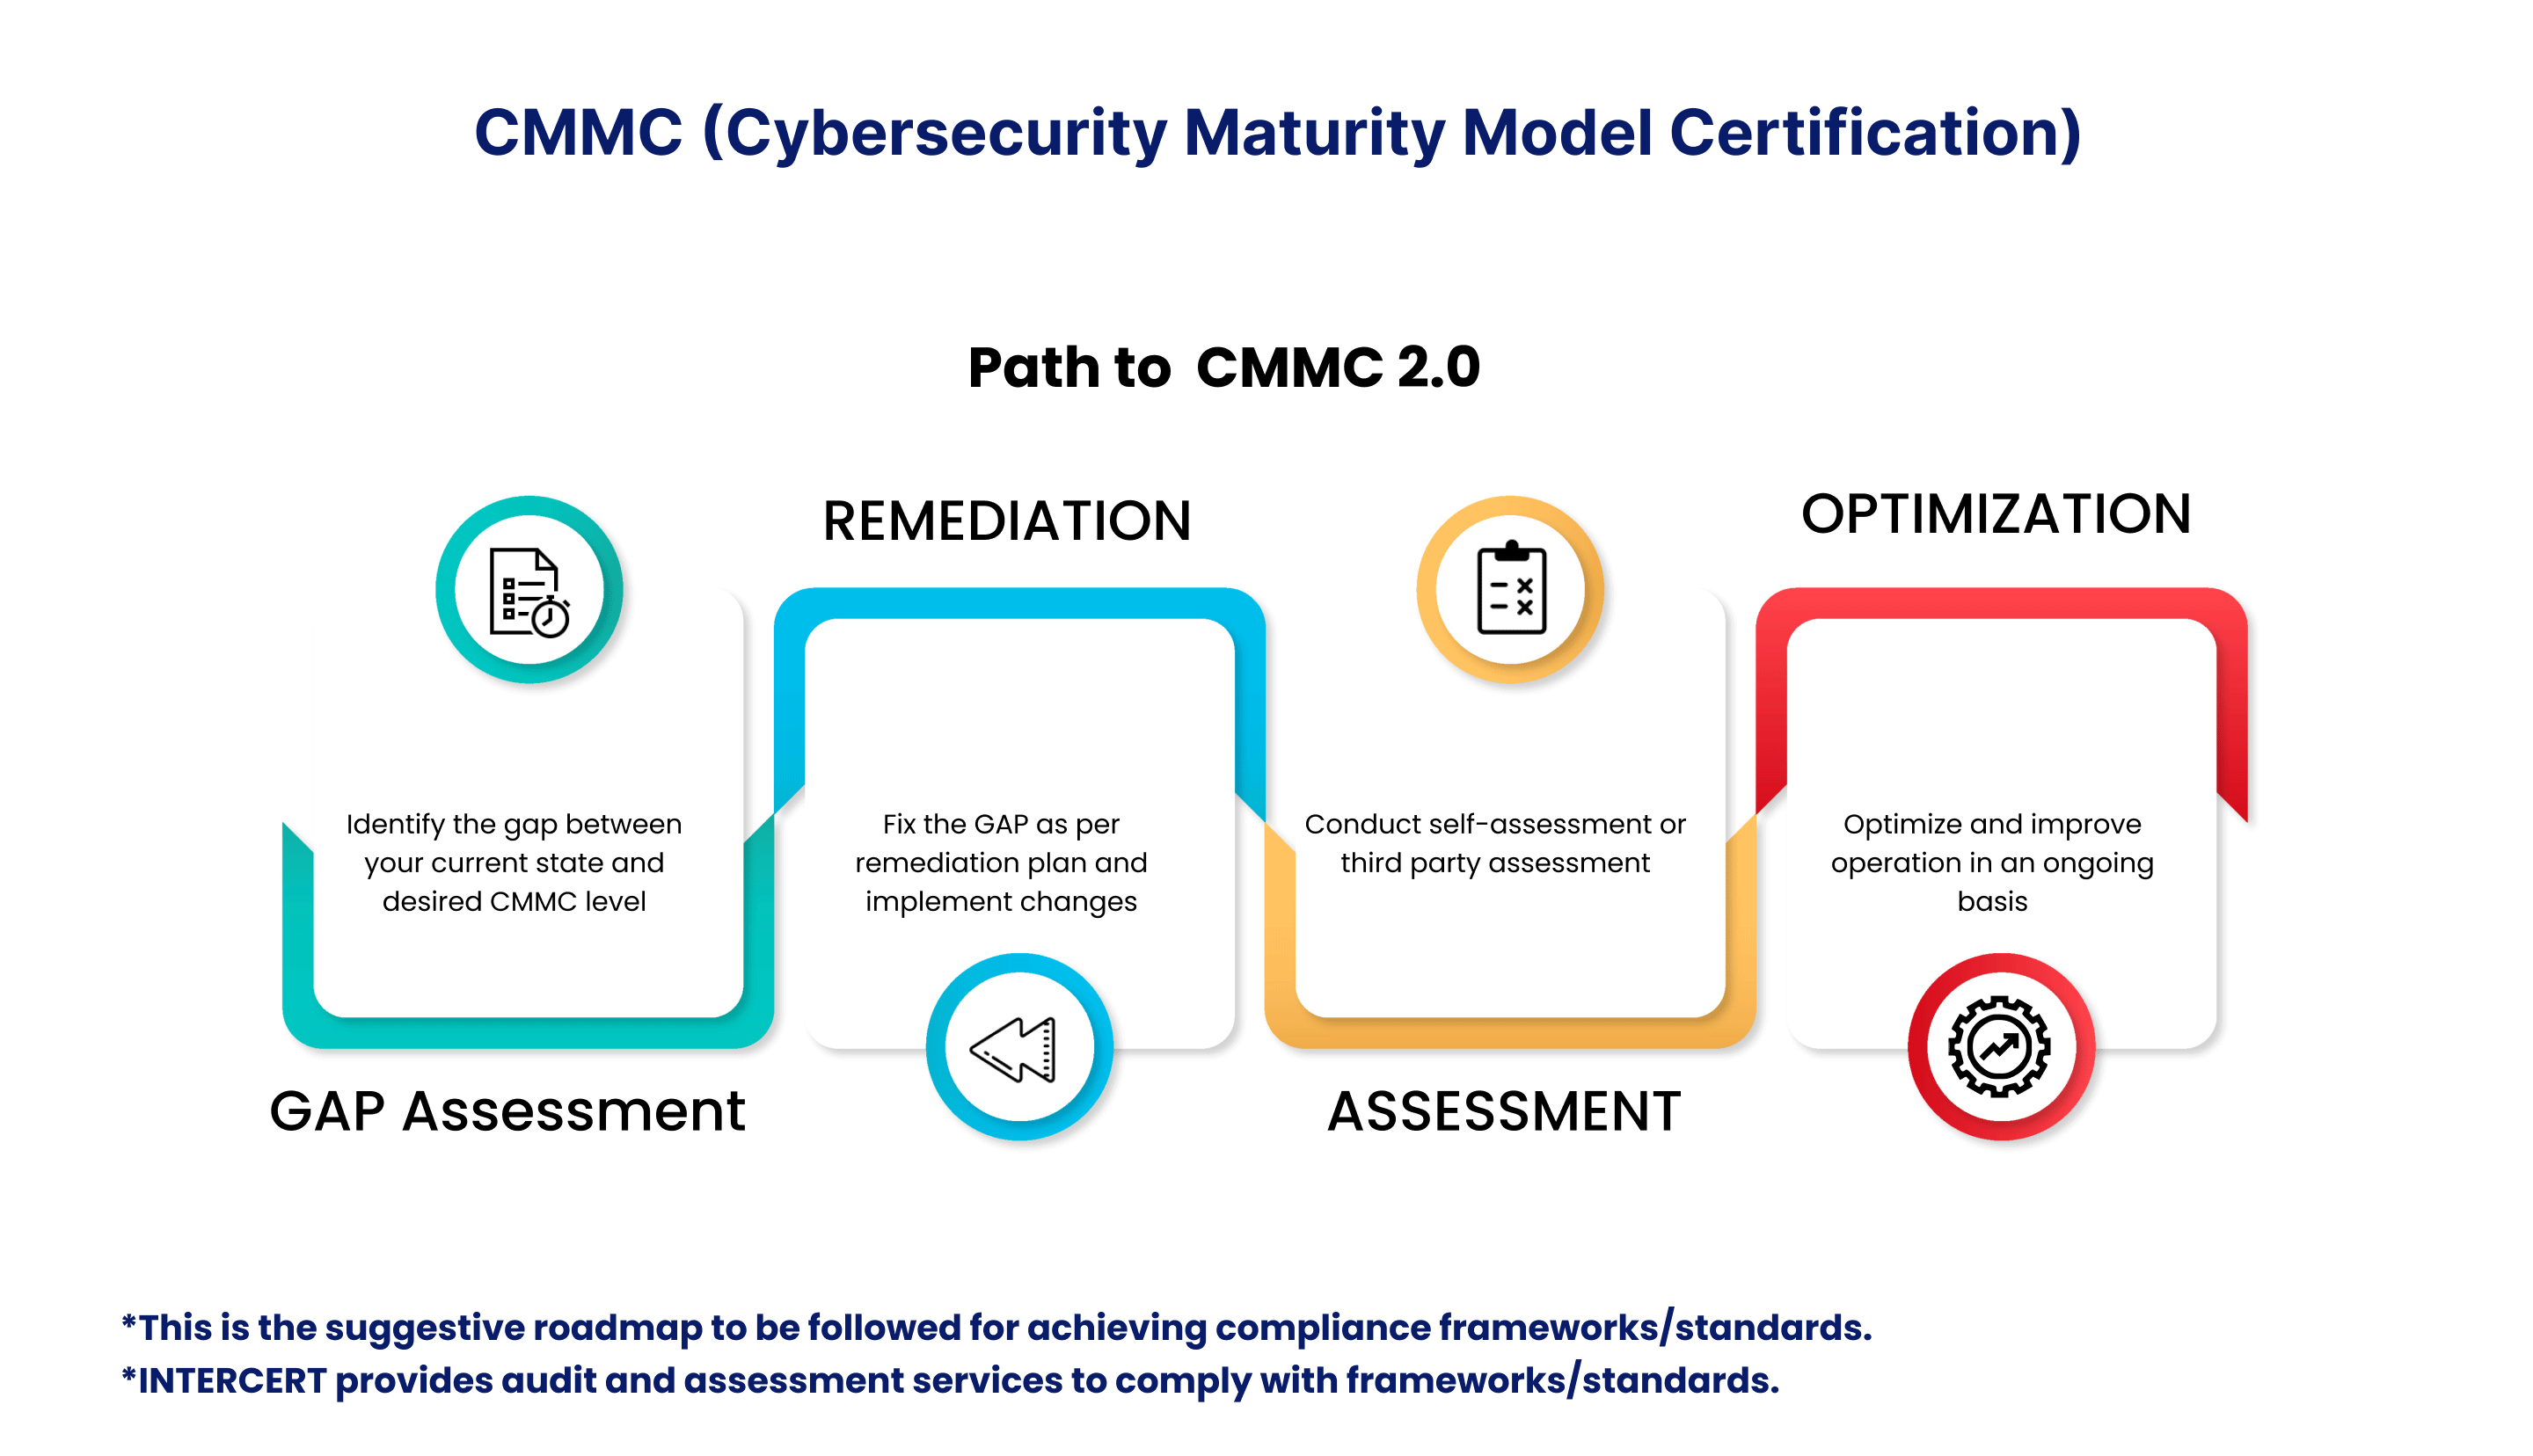 CMMC (Cybersecurity Maturity Model Certification)
Path to CMMC 2.0
Identify the gap between
your current state and
desired CMMC level
GAP Assessment
REMEDIATION
Fix the GAP as per
remediation plan and
implement changes
Conduct self-assessment or
third party assessment
ASSESSMENT
OPTIMIZATION
Optimize and improve
operation in an ongoing
basis
*This is the suggestive roadmap to be followed for achieving compliance frameworks/standards.
*INTERCERT provides audit and assessment services to comply with frameworks/standards.